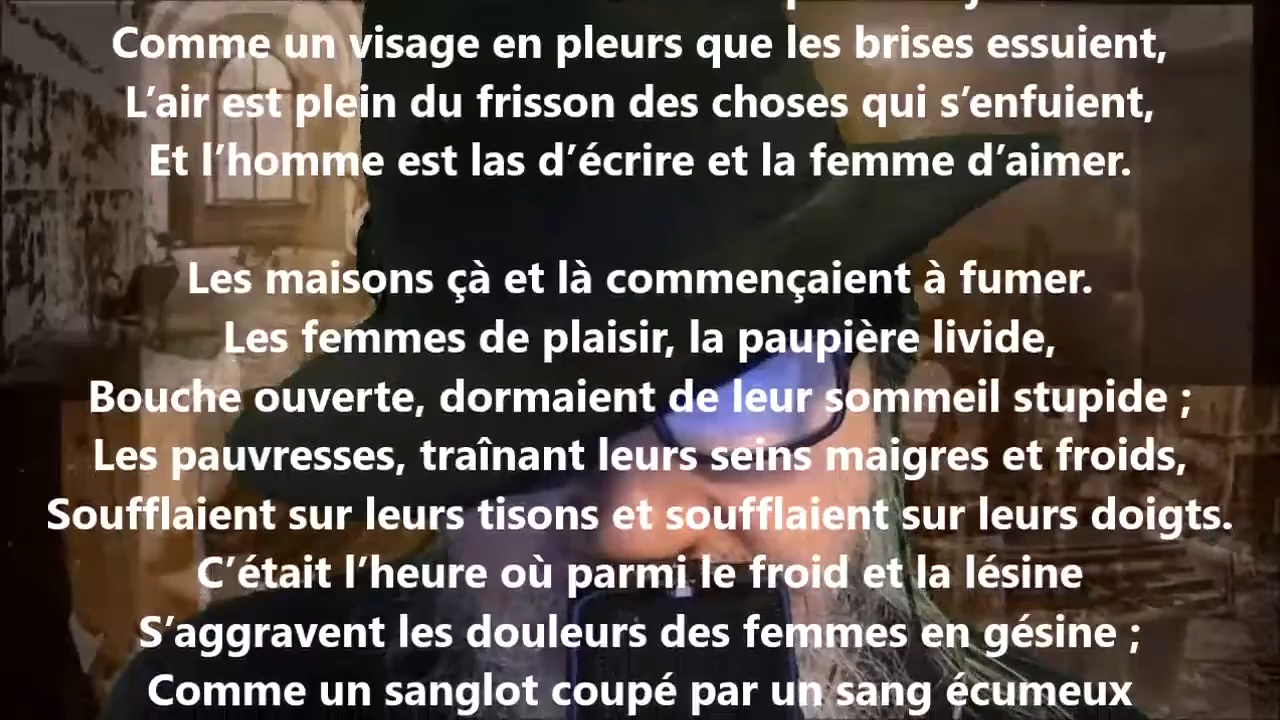 Comme un visage en pleurs que les brises essuient,
L’air est plein du frisson des choses qui s’enfuient,
Et l’homme est las d’écrire et la femme d’aimer.
Les maisons çà et là commençaient à fumer.
Les femmes de plaisir, la paupière livide,
Bouche ouverte, dormaient de leur sommeil stupide ;
Les pauvresses, traînant leurs seins maigres et froids,
Soufflaient sur leurs tisons et soufflaient sur leurs doigts.
C’était l’heure où parmi le froid et la lésine
S’aggravent les douleurs des femmes en gésine ;
Comme un sanglot coupé par un sang écumeux